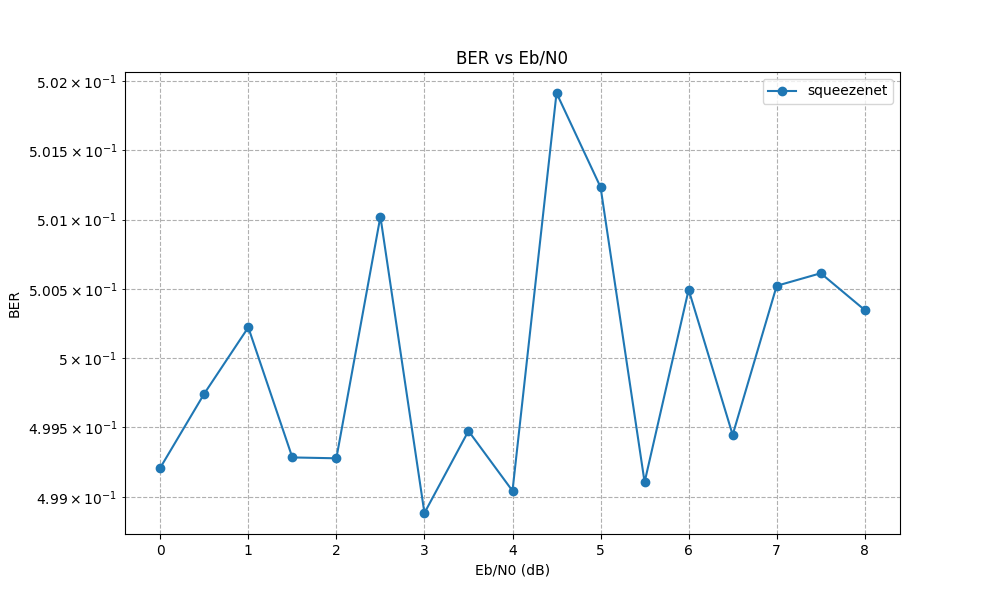 BER vs Eb/N0
squeezenet
BER
5.02 × 10⁻¹
5.015 × 10⁻¹
5.01 × 10⁻¹
5.005 × 10⁻¹
5 × 10⁻¹
4.995 × 10⁻¹
4.99 × 10⁻¹
0 1 2 3 4 5 6 7 8
Eb/N0 (dB)